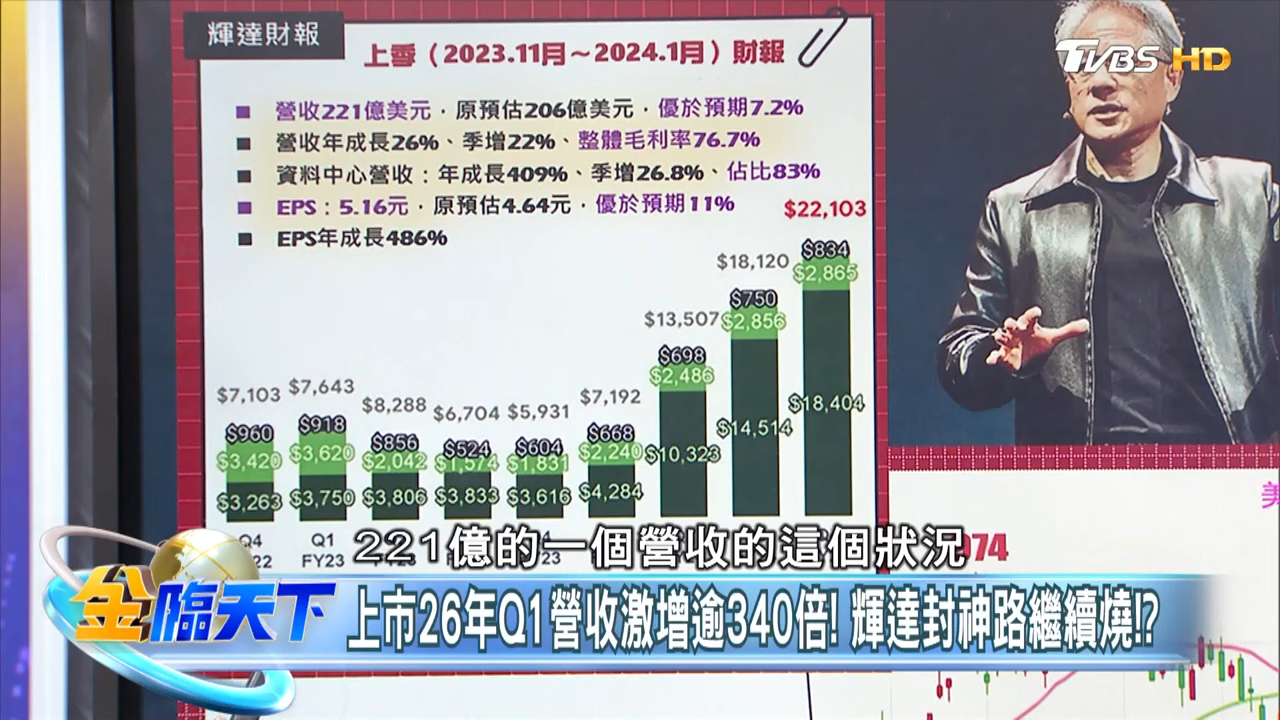 輝達財報
TVBS HD
上季（2023.11月～2024.1月）財報
■ 營收221億美元．原預估206億美元．優於預期7.2%
■ 營收年成長26%、季增22%、整體毛利率76.7%
■ 資料中心營收：年成長409%、季增26.8%、佔比83%
■ EPS：5.16元．原預估4.64元．優於預期11%
■ EPS年成長486%
$7,103 $7,643 $8,288 $6,704 $5,931 $7,192 $13,507 $18,120 $22,103
$960 $918 $856 $524 $604 $668 $698 $750 $834
$3,420 $3,620 $2,042 $1,574 $1,831 $2,240 $2,486 $2,856 $2,865
$3,263 $3,750 $3,806 $3,833 $3,616 $4,284 $10,323 $14,514 $18,404
Q4 Q1
22 FY23
美
974
221億的一個營收的這個狀況
金臨天下
上市26年Q1營收激增逾340倍! 輝達封神路繼續燒!?